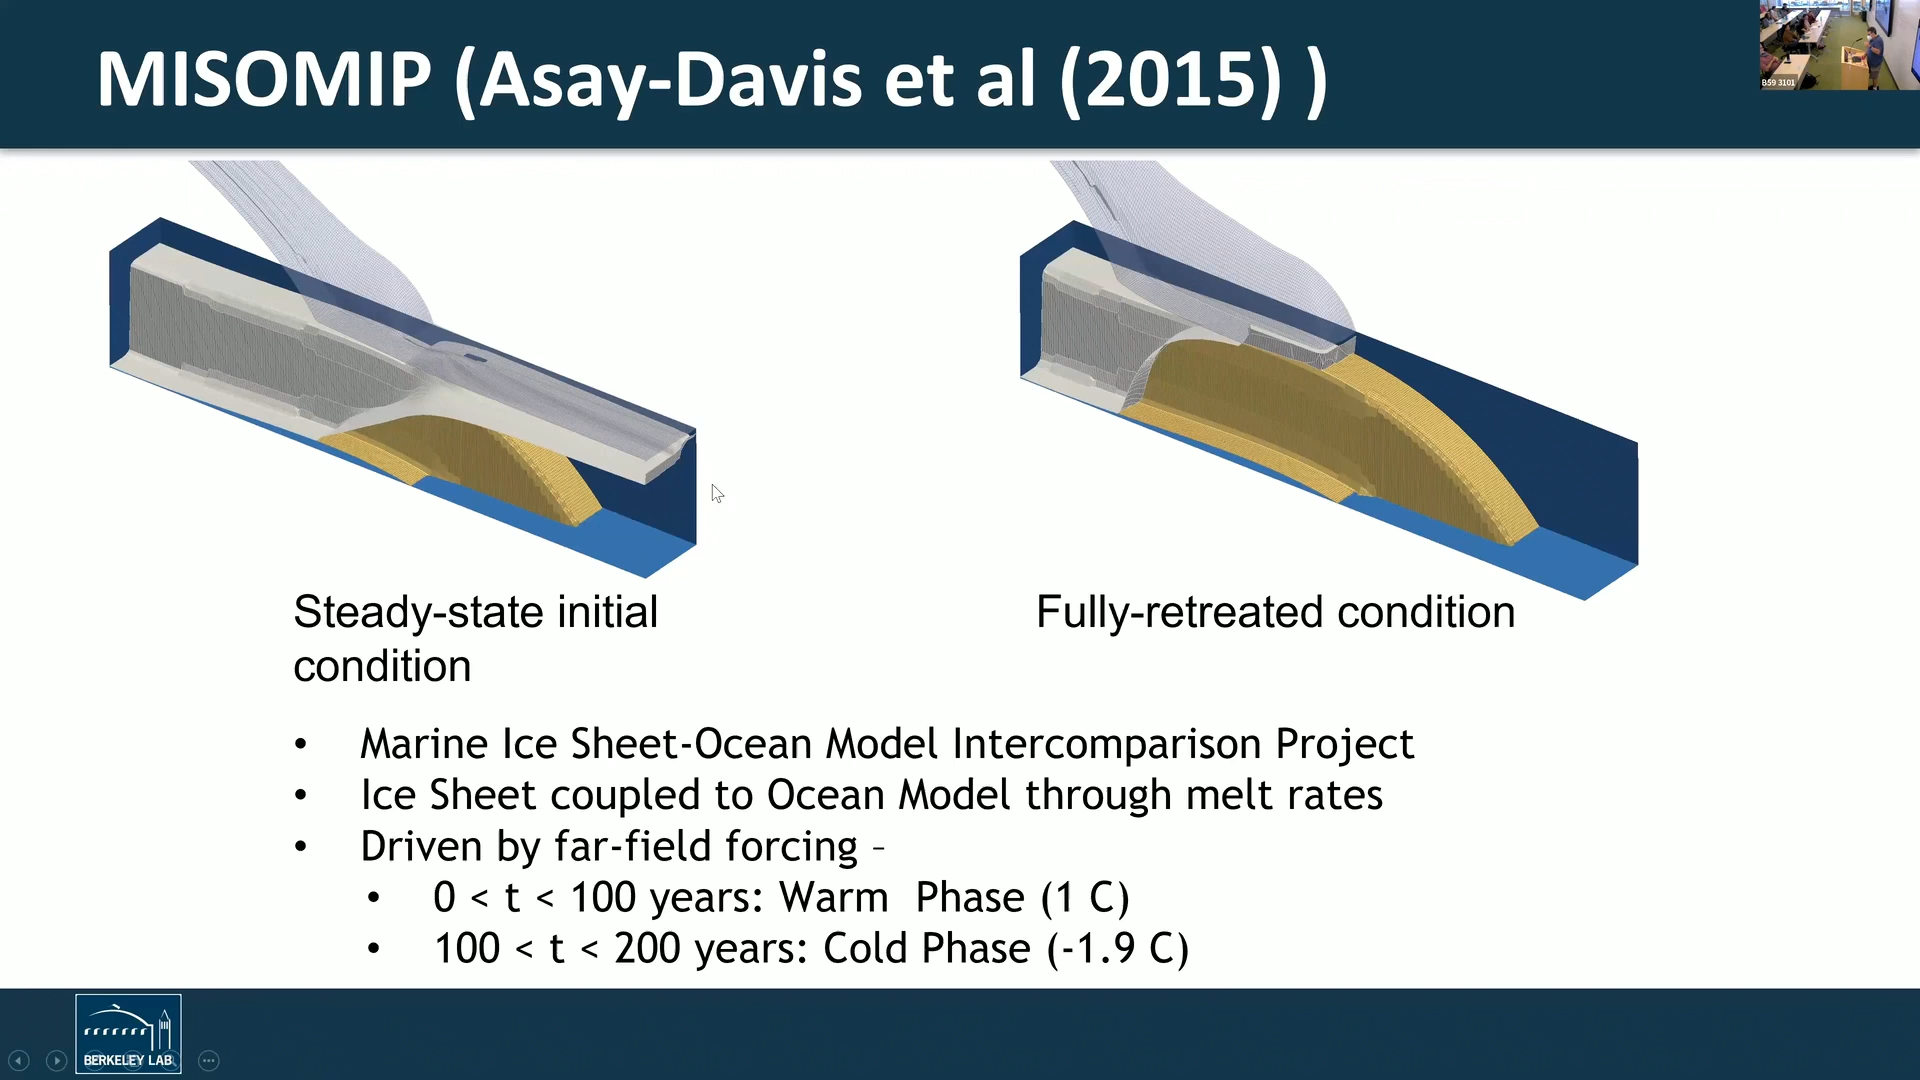 MISOMIP (Asay-Davis et al (2015) )
B59 3101
Steady-state initial
condition
Fully-retreated condition
• Marine Ice Sheet-Ocean Model Intercomparison Project
• Ice Sheet coupled to Ocean Model through melt rates
• Driven by far-field forcing –
• 0 < t < 100 years: Warm  Phase (1 C)
• 100 < t < 200 years: Cold Phase (-1.9 C)
BERKELEY LAB